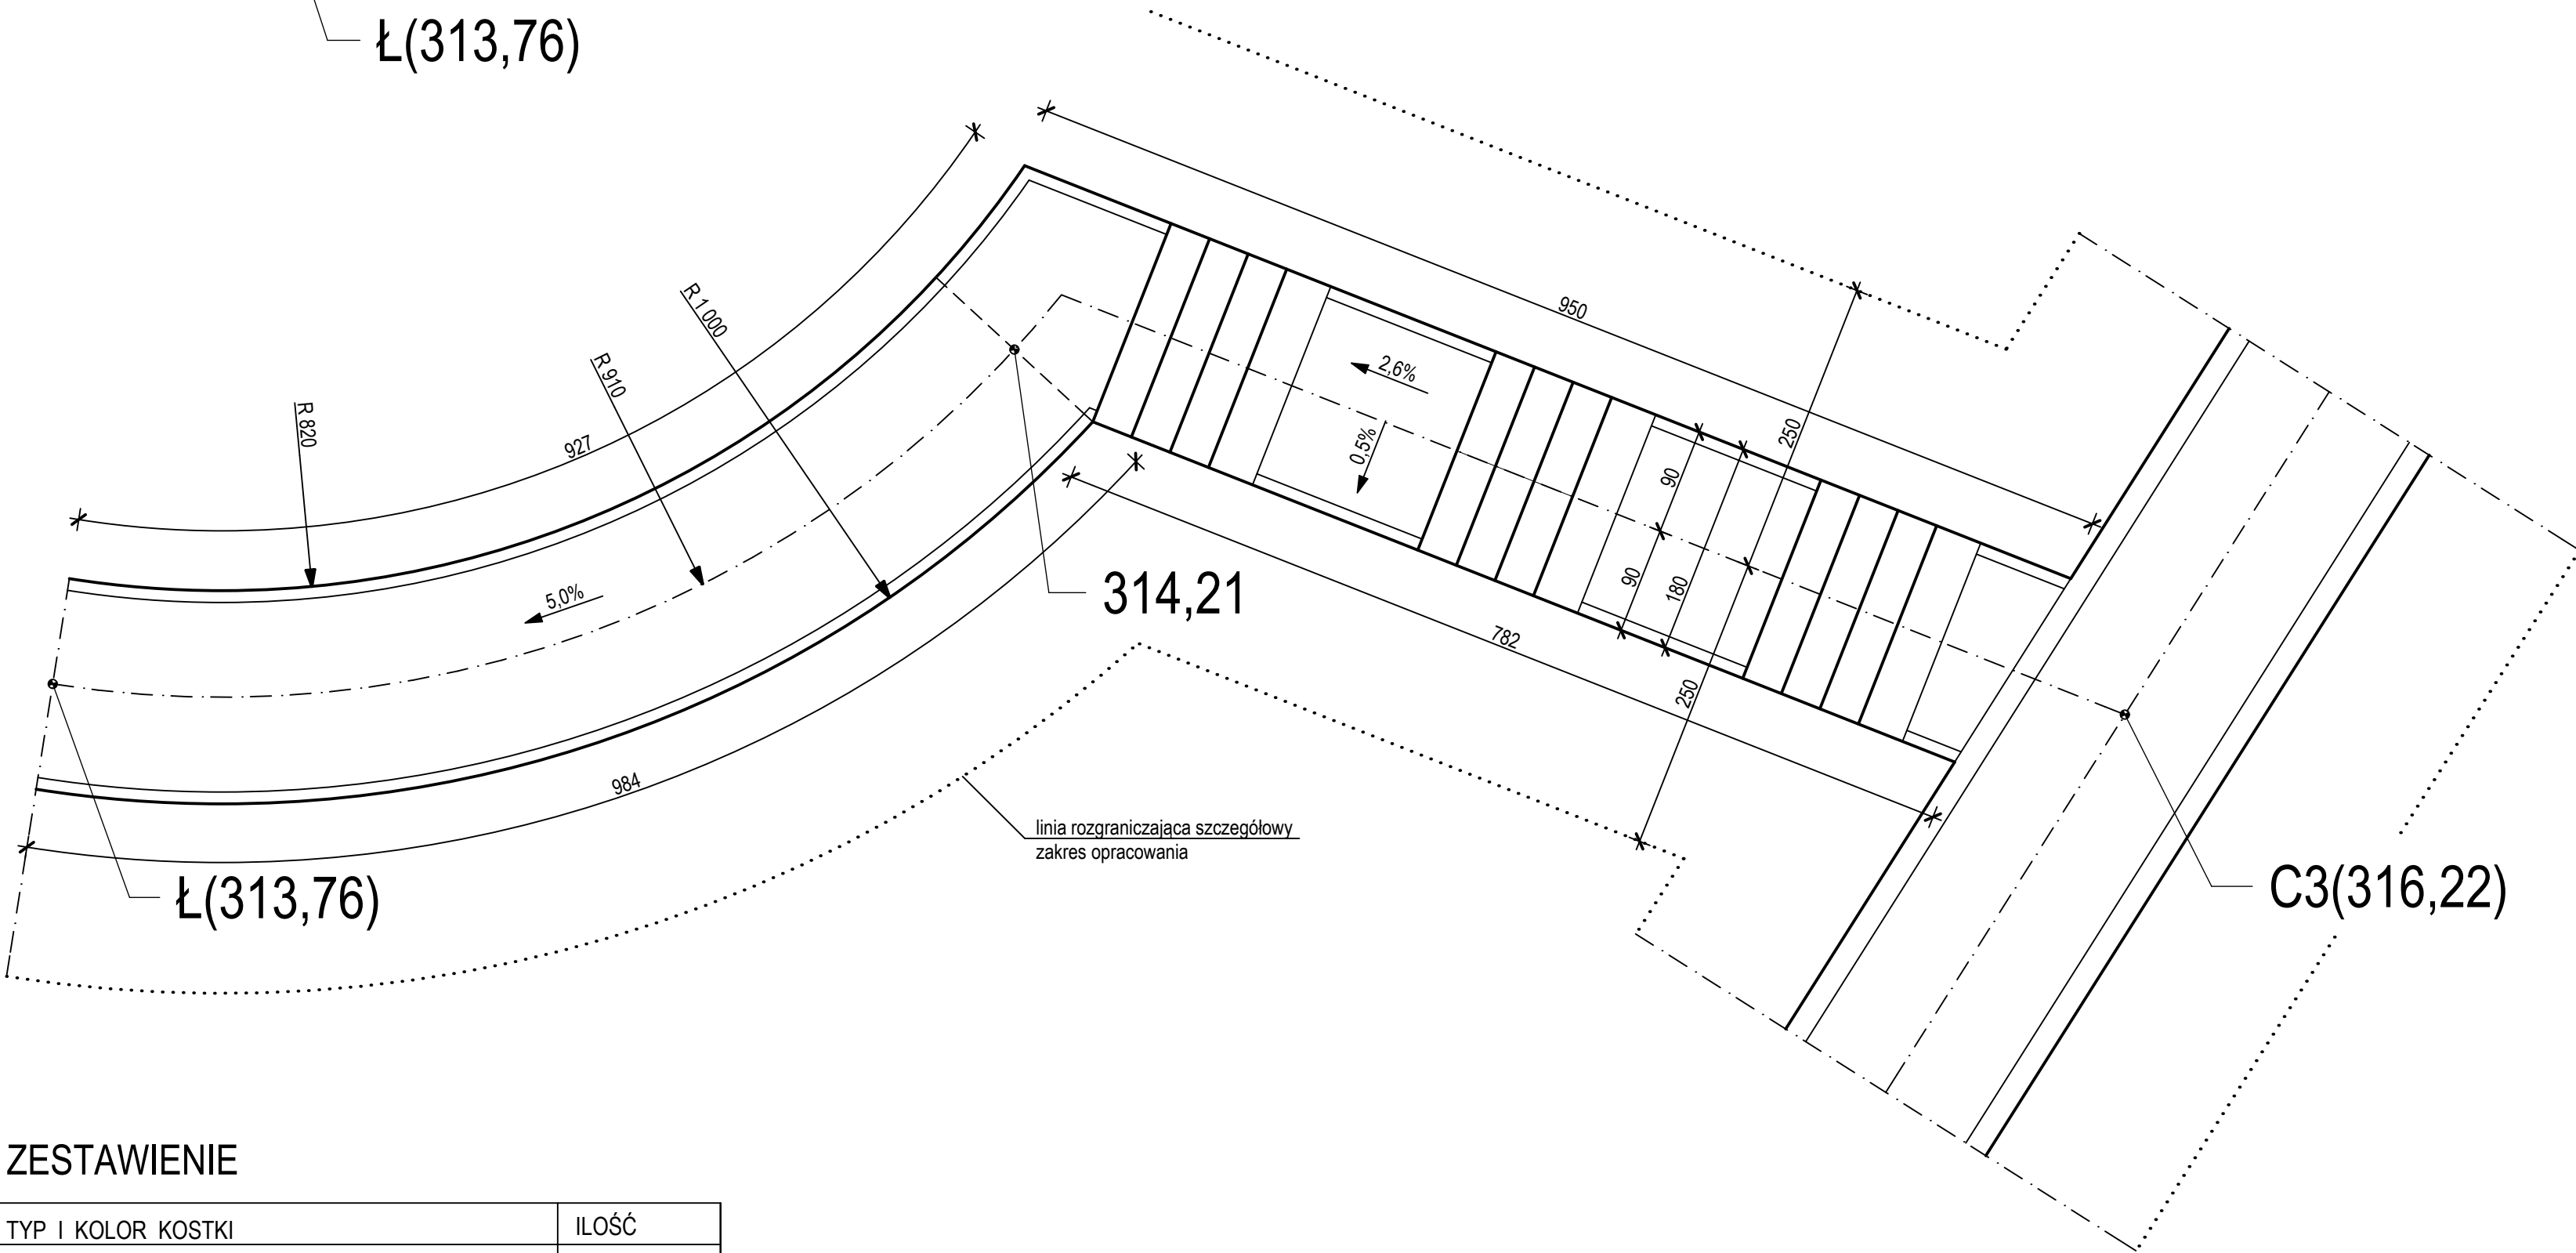 Ł(313,76)
950
R 1 000
R 910
R 820
927
2,6%
0,5%
250
90
90
180
5,0%
314,21
782
250
984
linia rozgraniczająca szczegółowy
zakres opracowania
Ł(313,76)
C3(316,22)
ZESTAWIENIE
TYP I KOLOR KOSTKI
ILOŚĆ